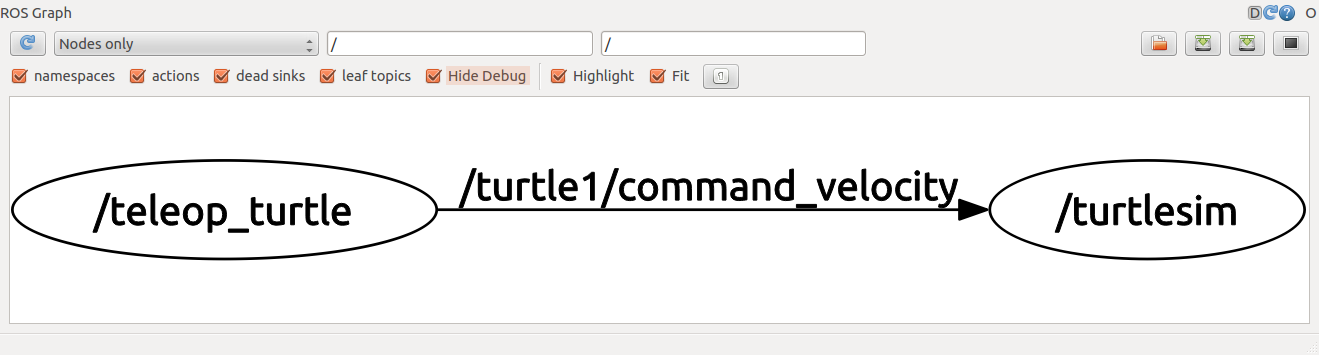 ROS Graph D ? O
Nodes only / /
namespaces actions dead sinks leaf topics Hide Debug Highlight Fit
/turtle1/command_velocity
/teleop_turtle /turtlesim